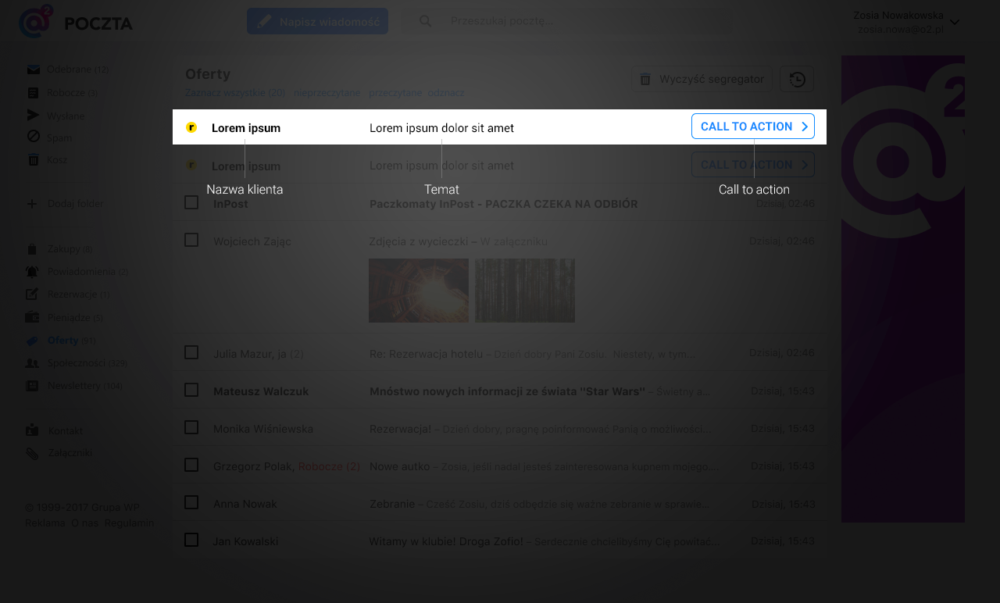 @2 POCZTA
Napisz wiadomość
Przeszukaj pocztę...
Zosia Nowakowska
zosia.nowa@o2.pl
Odebrane (12)
Robocze (3)
Wysłane
Spam
Kosz
Dodaj folder
Zakupy (6)
Powiadomienia (2)
Rezerwacje (1)
Pieniądze (5)
Oferty (91)
Społeczności (329)
Newslettery (104)
Kontakt
Załączniki
© 1999-2017 Grupa WP
Reklama O nas Regulamin
Oferty
Zaznacz wszystkie (20) nieprzeczytane przeczytane odznacz
Wyczyść segregator
r Lorem ipsum Lorem ipsum dolor sit amet CALL TO ACTION
r Lorem ipsum Lorem ipsum dolor sit amet CALL TO ACTION
Nazwa klienta Temat Call to action
InPost Paczkomaty InPost - PACZKA CZEKA NA ODBIÓR Dzisiaj, 02:46
Wojciech Zając Zdjęcia z wycieczki – W załączniku Dzisiaj, 02:46
Julia Mazur, ja (2) Re: Rezerwacja hotelu – Dzień dobry Pani Zosiu. Niestety, w tym... Dzisiaj, 02:46
Mateusz Walczuk Mnóstwo nowych informacji ze świata "Star Wars" – Świetny a... Dzisiaj, 15:43
Monika Wiśniewska Rezerwacja! – Dzień dobry, pragnę poinformować Panią o możliwości... Dzisiaj, 15:43
Grzegorz Polak, Robocze (2) Nowe autko – Zosia, jeśli nadal jesteś zainteresowana kupnem mojego.... Dzisiaj, 15:43
Anna Nowak Zebranie – Cześć Zosiu, dziś odbędzie się ważne zebranie w sprawie... Dzisiaj, 15:43
Jan Kowalski Witamy w klubie! Droga Zofio! – Serdecznie chcielibyśmy Cię powitać... Dzisiaj, 15:43
@2